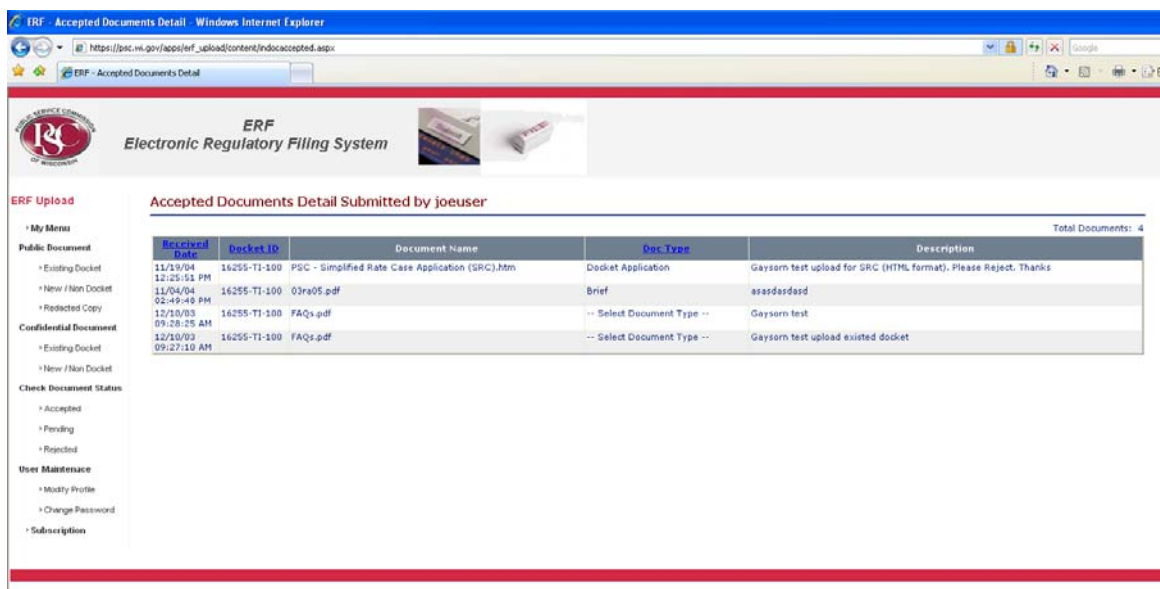 ERF - Accepted Documents Detail - Windows Internet Explorer
https://psc.wi.gov/apps/erf_upload/content/indocaccepted.aspx
Google
ERF - Accepted Documents Detail
PUBLIC SERVICE COMMISSION
PSC
OF WISCONSIN
ERF
Electronic Regulatory Filing System
ERF Upload
Accepted Documents Detail Submitted by joeuser
My Menu
Total Documents: 4
Public Document
Existing Docket
New / Non Docket
Redacted Copy
Confidential Document
Existing Docket
New / Non Docket
Check Document Status
Accepted
Pending
Rejected
User Maintenace
Modify Profile
Change Password
Subscription
Received Date Docket ID Document Name Doc Type Description
11/19/04 12:25:51 PM 16255-TI-100 PSC - Simplified Rate Case Application (SRC).htm Docket Application Gaysorn test upload for SRC (HTML format). Please Reject. Thanks
11/04/04 02:49:40 PM 16255-TI-100 03ra05.pdf Brief asasdasdasd
12/10/03 09:28:25 AM 16255-TI-100 FAQs.pdf -- Select Document Type -- Gaysorn test
12/10/03 09:27:10 AM 16255-TI-100 FAQs.pdf -- Select Document Type -- Gaysorn test upload existed docket